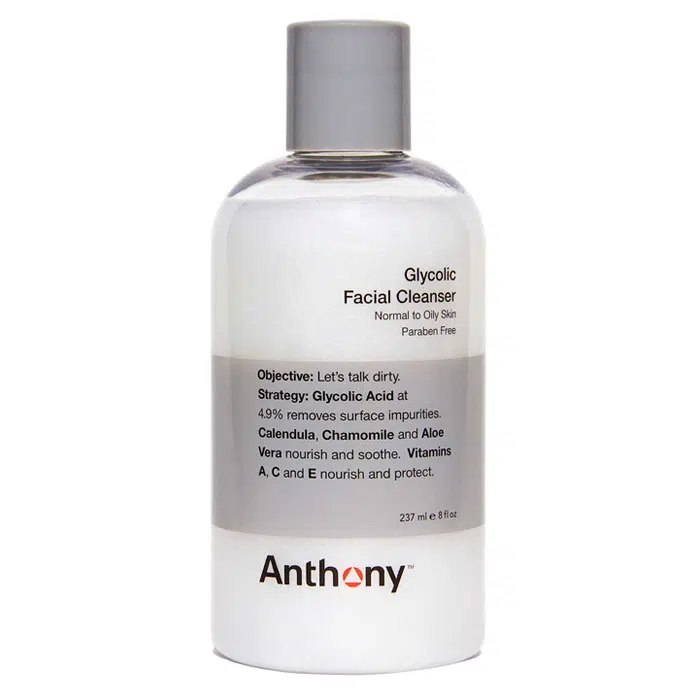 Glycolic
Facial Cleanser
Normal to Oily Skin
Paraben Free
Objective: Let's talk dirty.
Strategy: Glycolic Acid at
4.9% removes surface impurities.
Calendula, Chamomile and Aloe
Vera nourish and soothe. Vitamins
A, C and E nourish and protect.
237 ml e 8 fl oz
Anthony™